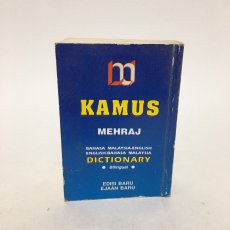 KAMUS
MEHRAJ
BAHASA MALAYSIA-ENGLISH
ENGLISH/BAHASA MALAYSIA
DICTIONARY
• Bilingual •
EDISI BARU
EJAAN BARU